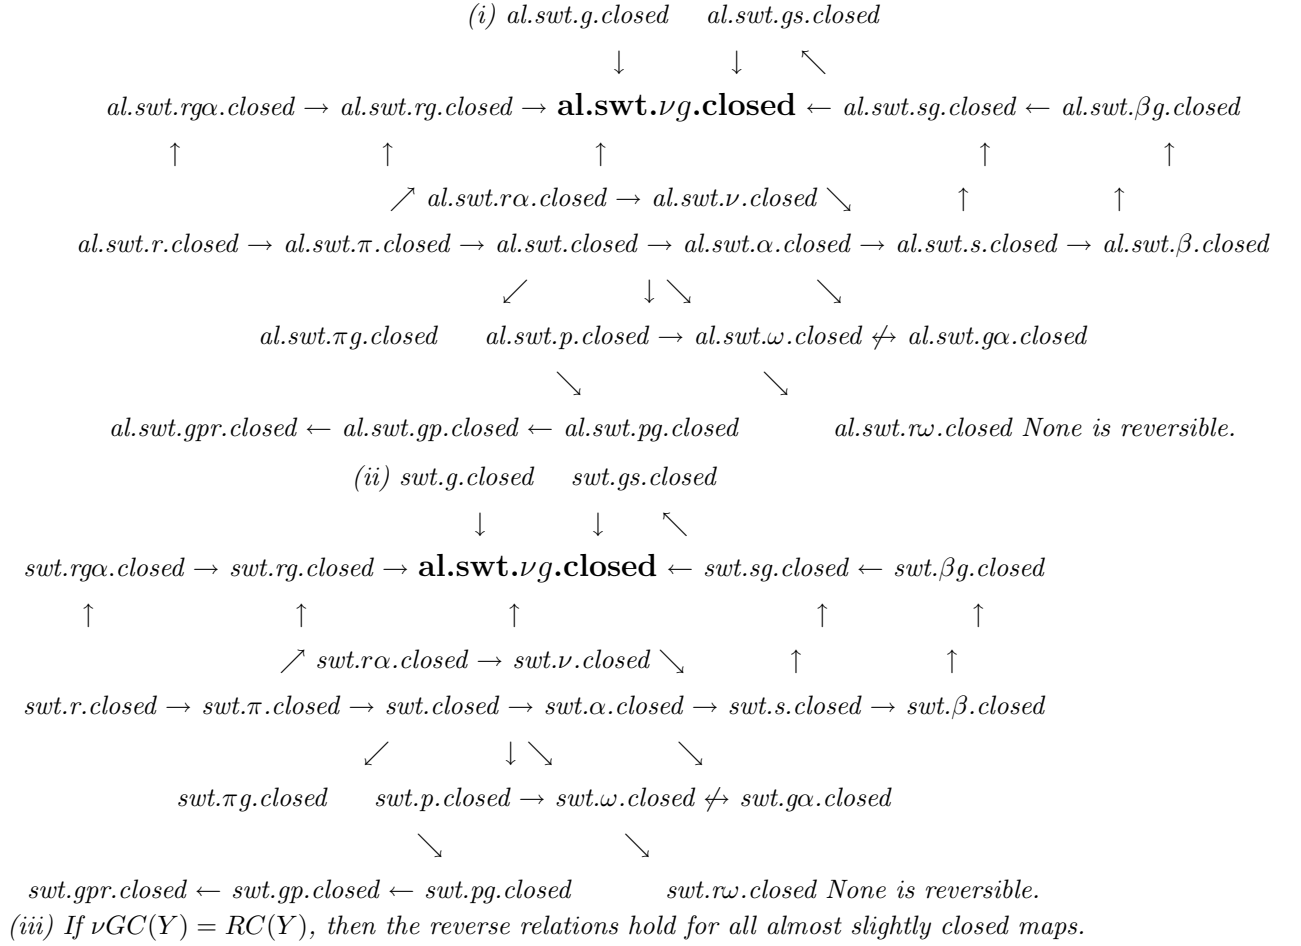 (i) al.swt.g.closed al.swt.gs.closed
↓ ↓ ↖
al.swt.rgα.closed → al.swt.rg.closed → al.swt.νg.closed ← al.swt.sg.closed ← al.swt.βg.closed
↑ ↑ ↑ ↑ ↑
↗ al.swt.rα.closed → al.swt.ν.closed ↘ ↑ ↑
al.swt.r.closed → al.swt.π.closed → al.swt.closed → al.swt.α.closed → al.swt.s.closed → al.swt.β.closed
↙ ↓ ↘ ↘
al.swt.πg.closed al.swt.p.closed → al.swt.ω.closed ↮ al.swt.gα.closed
↘ ↘
al.swt.gpr.closed ← al.swt.gp.closed ← al.swt.pg.closed al.swt.rω.closed None is reversible.
(ii) swt.g.closed swt.gs.closed
↓ ↓ ↖
swt.rgα.closed → swt.rg.closed → al.swt.νg.closed ← swt.sg.closed ← swt.βg.closed
↑ ↑ ↑ ↑ ↑
↗ swt.rα.closed → swt.ν.closed ↘ ↑ ↑
swt.r.closed → swt.π.closed → swt.closed → swt.α.closed → swt.s.closed → swt.β.closed
↙ ↓ ↘ ↘
swt.πg.closed swt.p.closed → swt.ω.closed ↮ swt.gα.closed
↘ ↘
swt.gpr.closed ← swt.gp.closed ← swt.pg.closed swt.rω.closed None is reversible.
(iii) If νGC(Y) = RC(Y), then the reverse relations hold for all almost slightly closed maps.